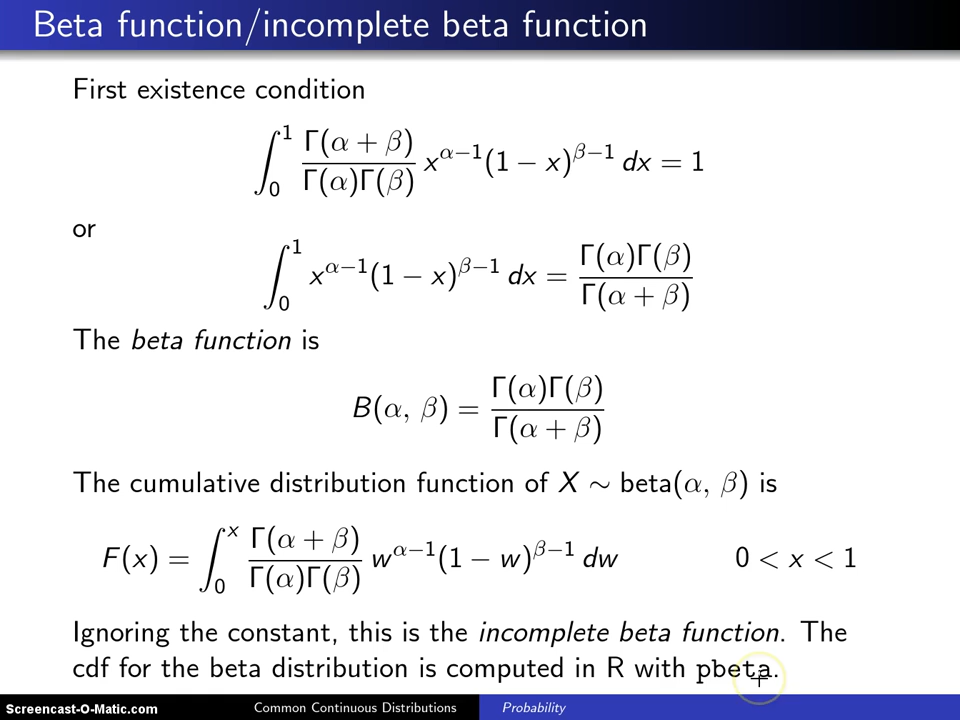 Beta function/incomplete beta function
First existence condition
∫₀¹ Γ(α + β)/Γ(α)Γ(β) x^{α−1}(1 − x)^{β−1} dx = 1
or
∫₀¹ x^{α−1}(1 − x)^{β−1} dx = Γ(α)Γ(β)/Γ(α + β)
The beta function is
B(α, β) = Γ(α)Γ(β)/Γ(α + β)
The cumulative distribution function of X ∼ beta(α, β) is
F(x) = ∫₀ˣ Γ(α + β)/Γ(α)Γ(β) w^{α−1}(1 − w)^{β−1} dw 0 < x < 1
Ignoring the constant, this is the incomplete beta function. The
cdf for the beta distribution is computed in R with pbeta.
Screencast-O-Matic.com Common Continuous Distributions Probability